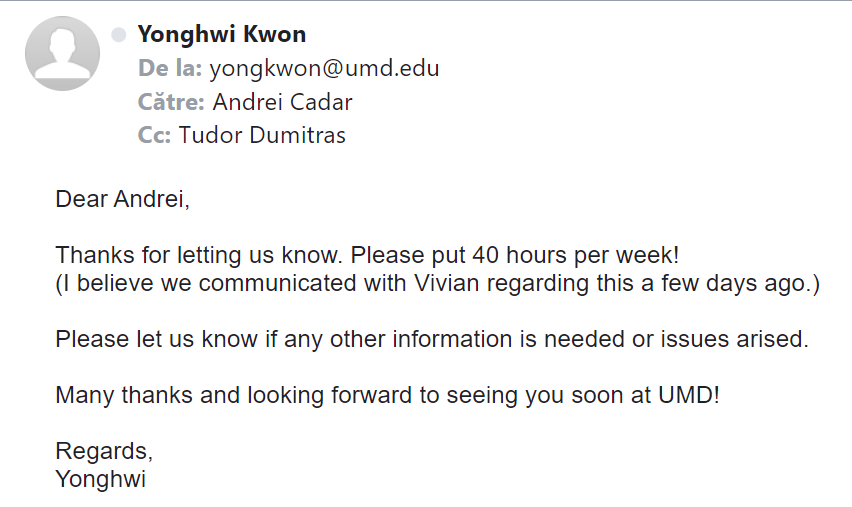 Yonghwi Kwon
De la: yongkwon@umd.edu
Către: Andrei Cadar
Cc: Tudor Dumitras
Dear Andrei,
Thanks for letting us know. Please put 40 hours per week!
(I believe we communicated with Vivian regarding this a few days ago.)
Please let us know if any other information is needed or issues arised.
Many thanks and looking forward to seeing you soon at UMD!
Regards,
Yonghwi